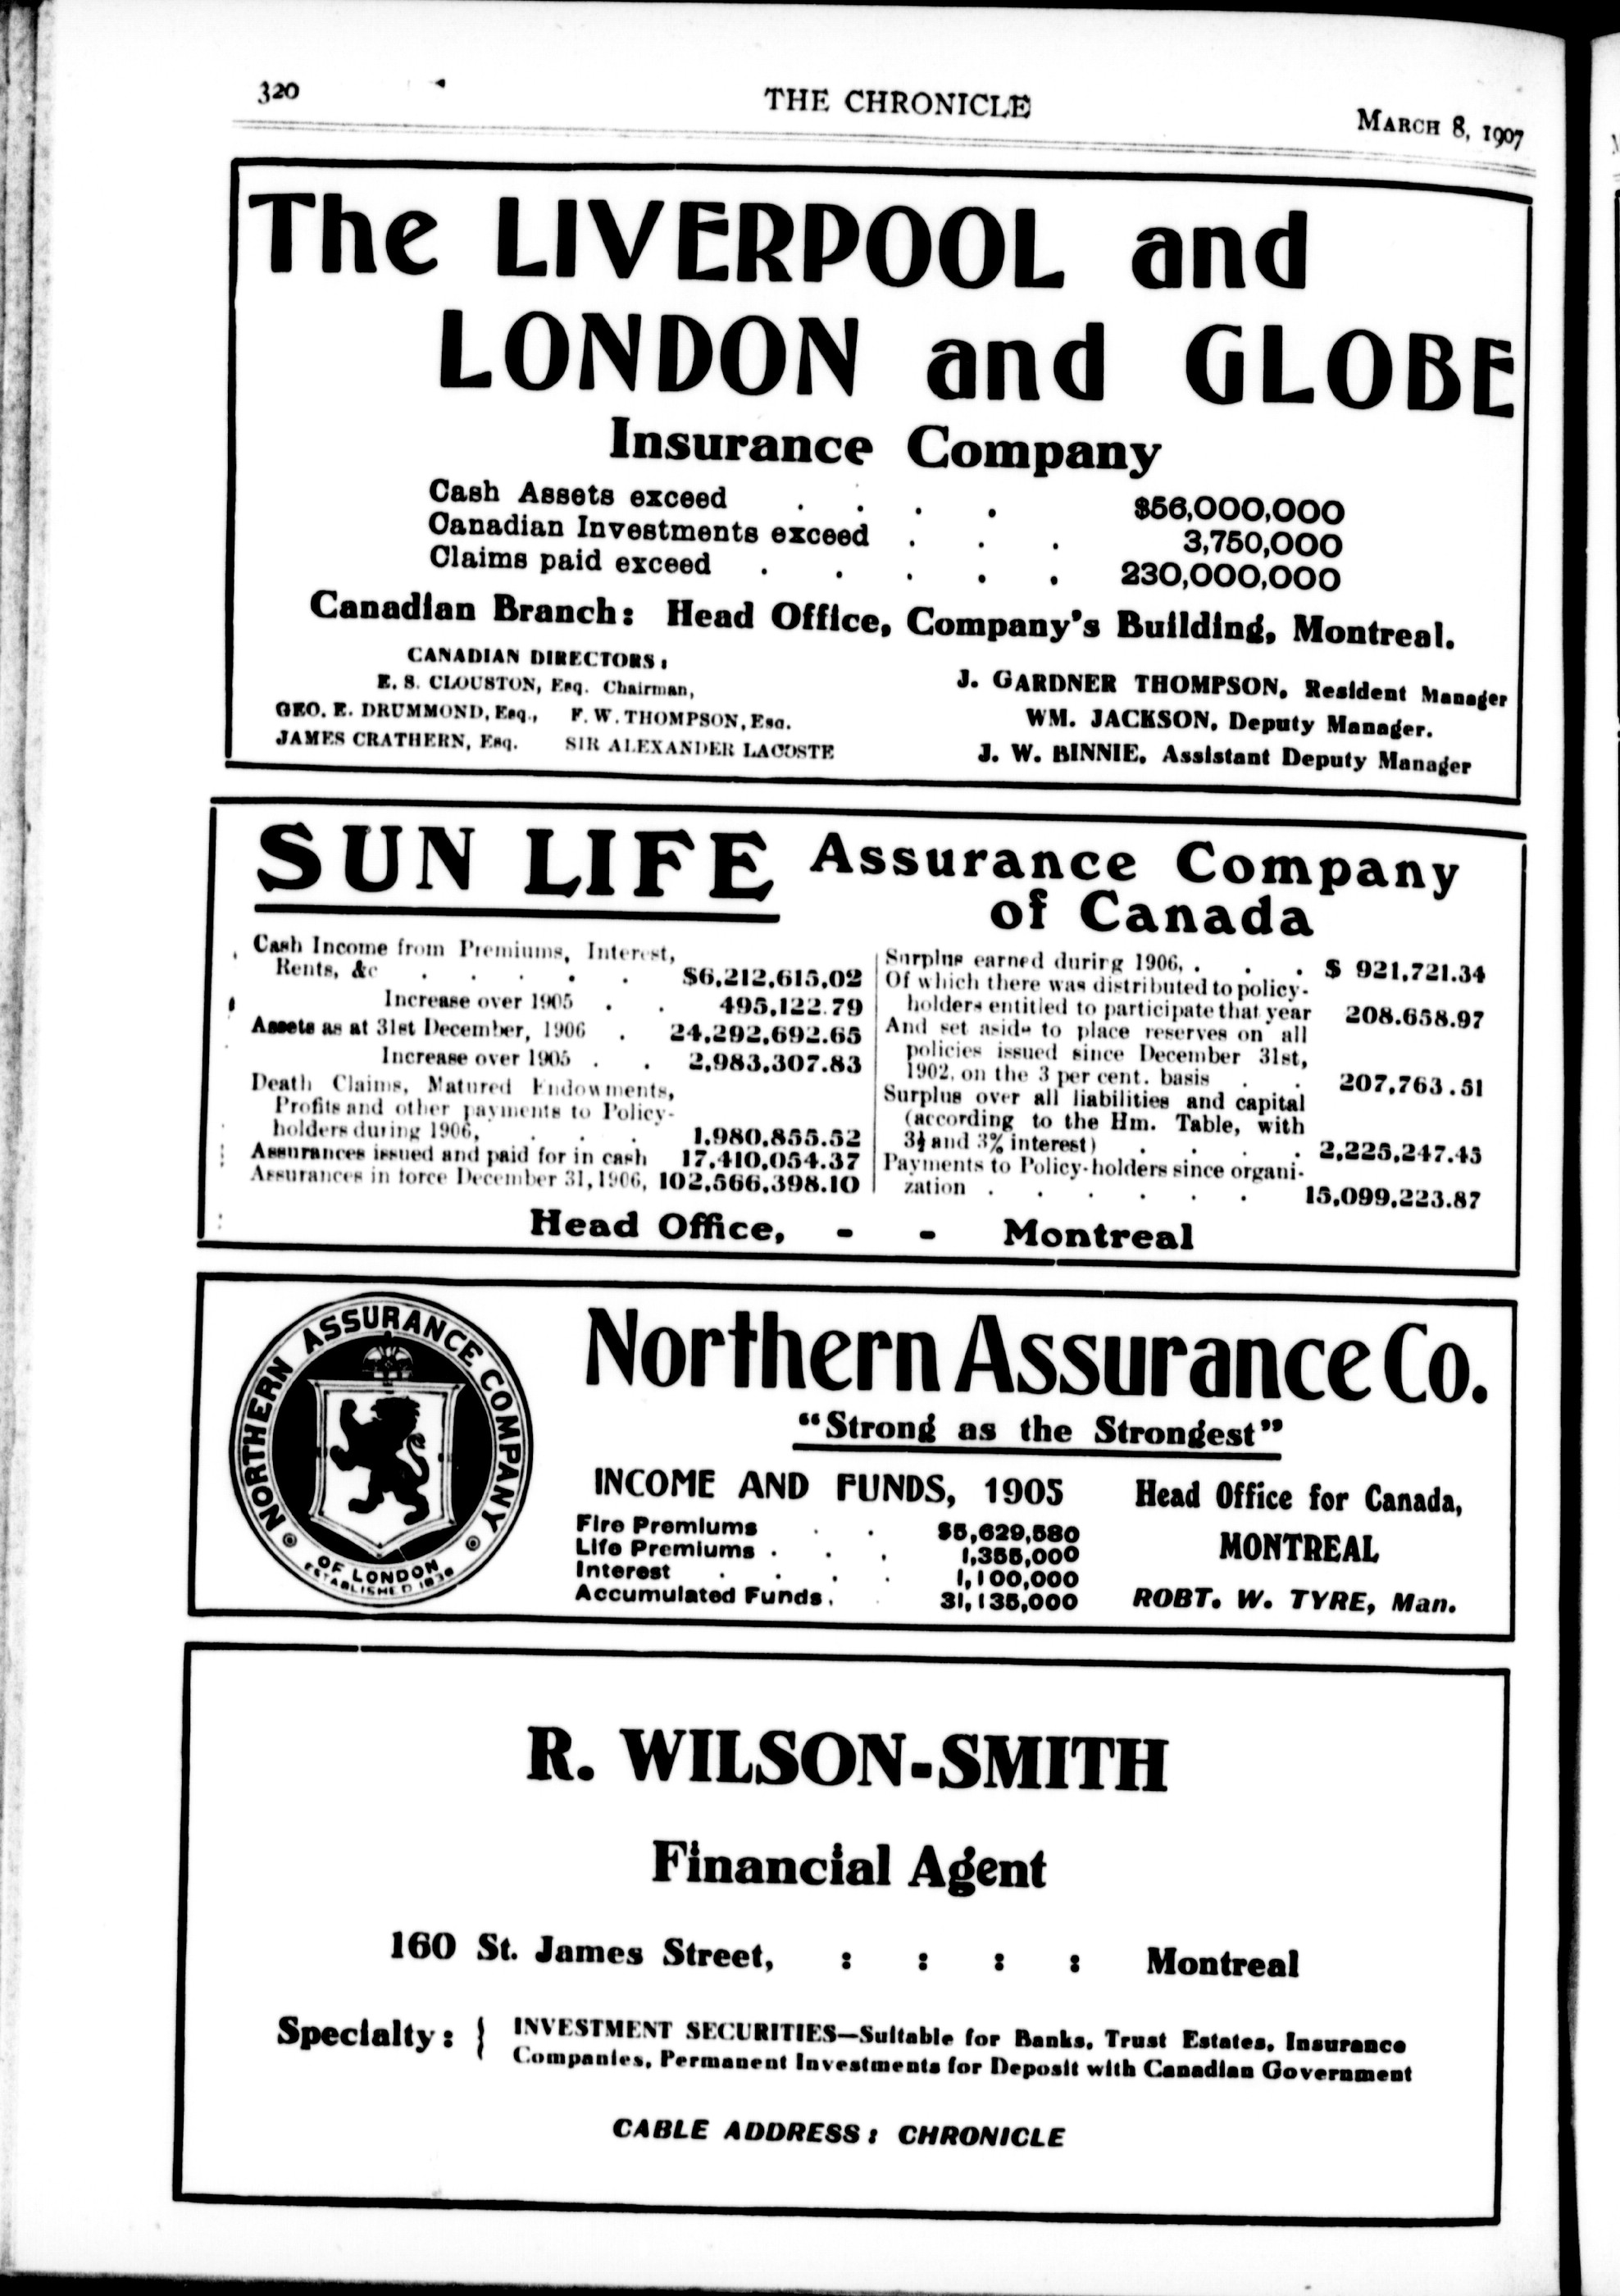 320
THE CHRONICLE
MARCH 8, 1907
The LIVERPOOL and
LONDON and GLOBE
Insurance Company
Cash Assets exceed . . . . $56,000,000
Canadian Investments exceed . . . 3,750,000
Claims paid exceed . . . . . 230,000,000
Canadian Branch: Head Office, Company's Building, Montreal.
CANADIAN DIRECTORS:
E. S. CLOUSTON, Esq. Chairman,
GEO. E. DRUMMOND, Esq., F. W. THOMPSON, Esq.
JAMES CRATHERN, Esq. SIR ALEXANDER LACOSTE
J. GARDNER THOMPSON, Resident Manager
WM. JACKSON, Deputy Manager.
J. W. BINNIE, Assistant Deputy Manager
SUN LIFE Assurance Company
of Canada
Cash Income from Premiums, Interest,
Rents, &c . . . . . $6,212,615.02
Increase over 1905 . . 495,122.79
Assets as at 31st December, 1906 . 24,292,692.65
Increase over 1905 . . 2,983,307.83
Death Claims, Matured Endowments,
Profits and other payments to Policy-
holders during 1906, . . . 1,980,855.52
Assurances issued and paid for in cash 17,410,054.37
Assurances in force December 31, 1906, 102,566,398.10
Surplus earned during 1906, . . . $ 921,721.34
Of which there was distributed to policy-
holders entitled to participate that year 208,658.97
And set aside to place reserves on all
policies issued since December 31st,
1902, on the 3 per cent. basis . . 207,763.51
Surplus over all liabilities and capital
(according to the Hm. Table, with
3½ and 3% interest) . . . . 2,225,247.45
Payments to Policy-holders since organi-
zation . . . . . . 15,099,223.87
Head Office, - - Montreal
NORTHERN ASSURANCE COMPANY
OF LONDON
ESTABLISHED 1836
Northern Assurance Co.
"Strong as the Strongest"
INCOME AND FUNDS, 1905
Fire Premiums . . $5,629,580
Life Premiums . . . 1,355,000
Interest . . . . 1,100,000
Accumulated Funds . . 31,135,000
Head Office for Canada,
MONTREAL
ROBT. W. TYRE, Man.
R. WILSON-SMITH
Financial Agent
160 St. James Street, : : : : Montreal
Specialty: { INVESTMENT SECURITIES—Suitable for Banks, Trust Estates, Insurance
Companies, Permanent Investments for Deposit with Canadian Government
CABLE ADDRESS: CHRONICLE